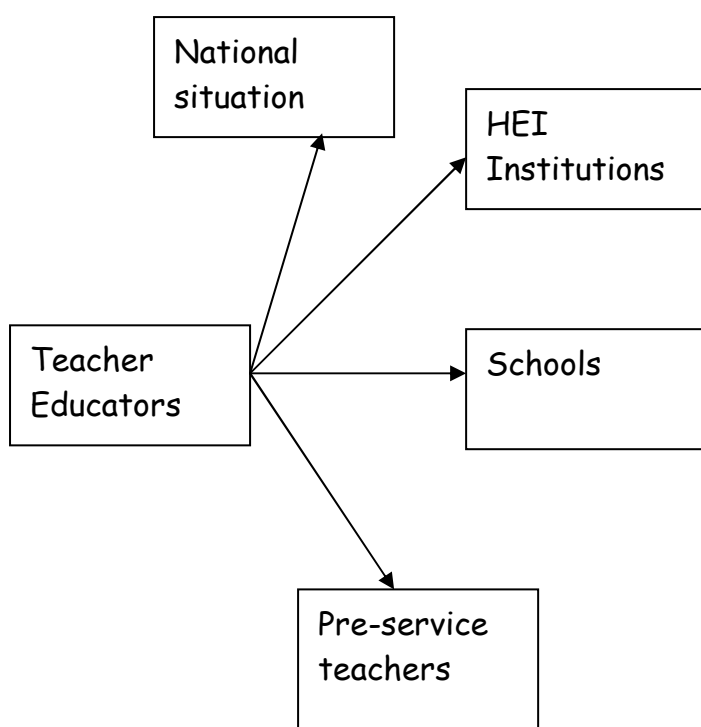 National
situation
HEI
Institutions
Teacher
Educators
Schools
Pre-service
teachers